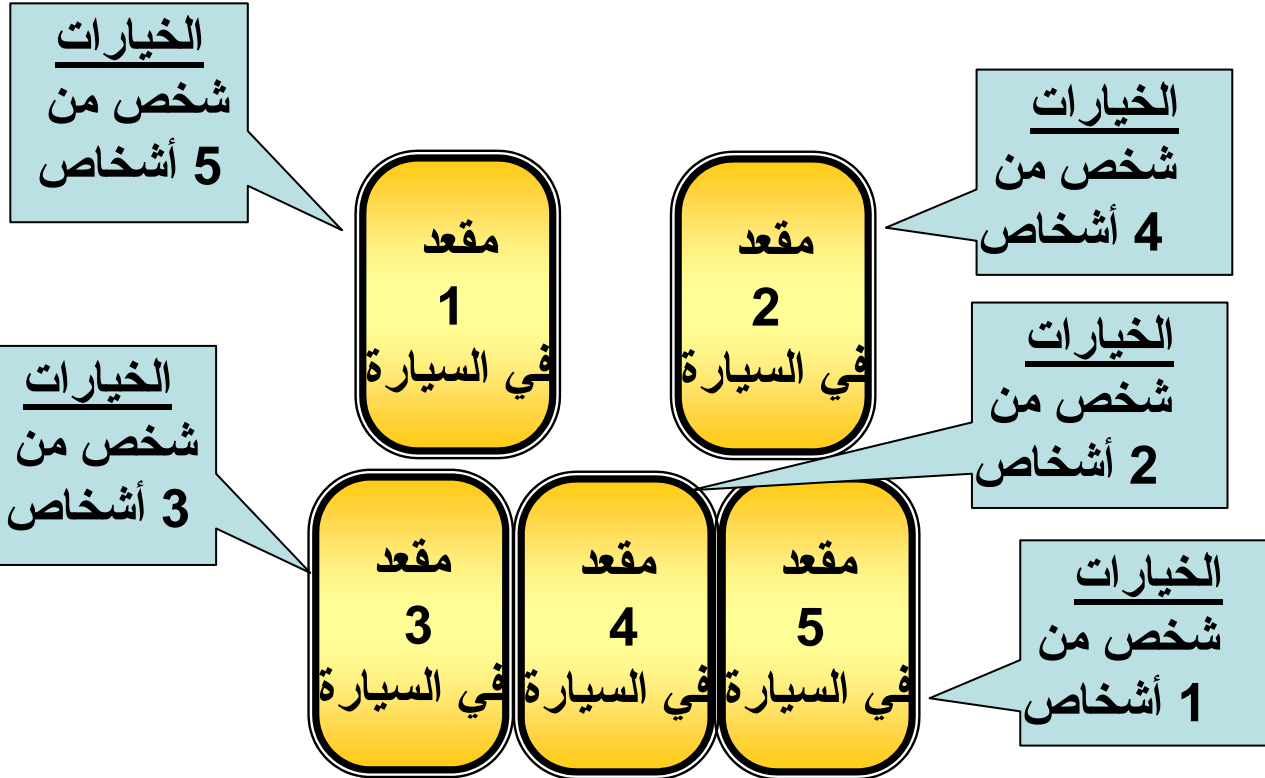 الخيارات
شخص من
5 أشخاص
الخيارات
شخص من
4 أشخاص
مقعد
1
في السيارة
مقعد
2
في السيارة
الخيارات
شخص من
3 أشخاص
الخيارات
شخص من
2 أشخاص
مقعد
3
في السيارة
مقعد
4
في السيارة
مقعد
5
في السيارة
الخيارات
شخص من
1 أشخاص